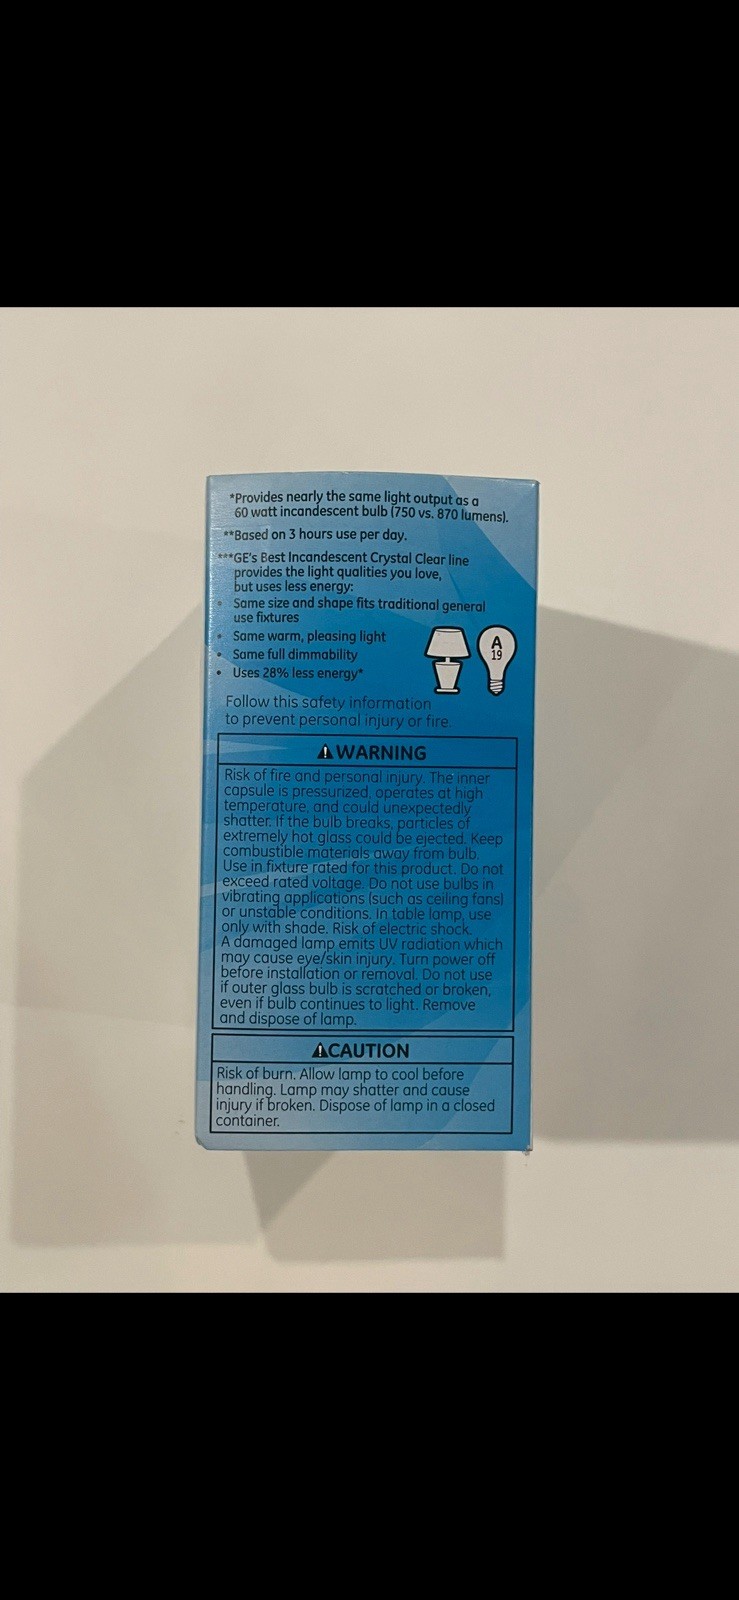 *Provides nearly the same light output as a
60 watt incandescent bulb (750 vs. 870 lumens).
**Based on 3 hours use per day.
***GE's Best Incandescent Crystal Clear line
provides the light qualities you love,
but uses less energy:
• Same size and shape fits traditional general
use fixtures
• Same warm, pleasing light
• Same full dimmability
• Uses 28% less energy*
A
19
Follow this safety information
to prevent personal injury or fire.
⚠WARNING
Risk of fire and personal injury. The inner
capsule is pressurized, operates at high
temperature, and could unexpectedly
shatter. If the bulb breaks, particles of
extremely hot glass could be ejected. Keep
combustible materials away from bulb.
Use in fixture rated for this product. Do not
exceed rated voltage. Do not use bulbs in
vibrating applications (such as ceiling fans)
or unstable conditions. In table lamp, use
only with shade. Risk of electric shock.
A damaged lamp emits UV radiation which
may cause eye/skin injury. Turn power off
before installation or removal. Do not use
if outer glass bulb is scratched or broken,
even if bulb continues to light. Remove
and dispose of lamp.
⚠CAUTION
Risk of burn. Allow lamp to cool before
handling. Lamp may shatter and cause
injury if broken. Dispose of lamp in a closed
container.